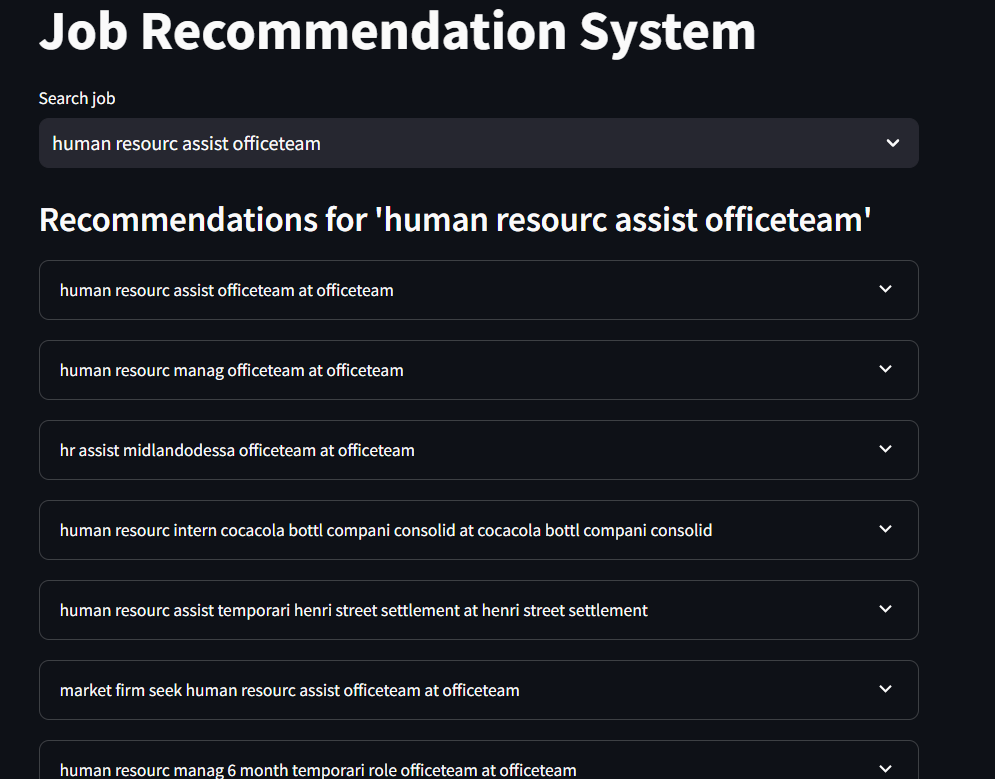 Job Recommendation System
Search job
human resourc assist officeteam
Recommendations for 'human resourc assist officeteam'
human resourc assist officeteam at officeteam
human resourc manag officeteam at officeteam
hr assist midlandodessa officeteam at officeteam
human resourc intern cocacola bottl compani consolid at cocacola bottl compani consolid
human resourc assist temporari henri street settlement at henri street settlement
market firm seek human resourc assist officeteam at officeteam
human resourc manag 6 month temporari role officeteam at officeteam